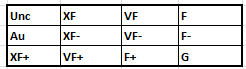 Unc XF VF F
Au XF- VF- F-
XF+ VF+ F+ G